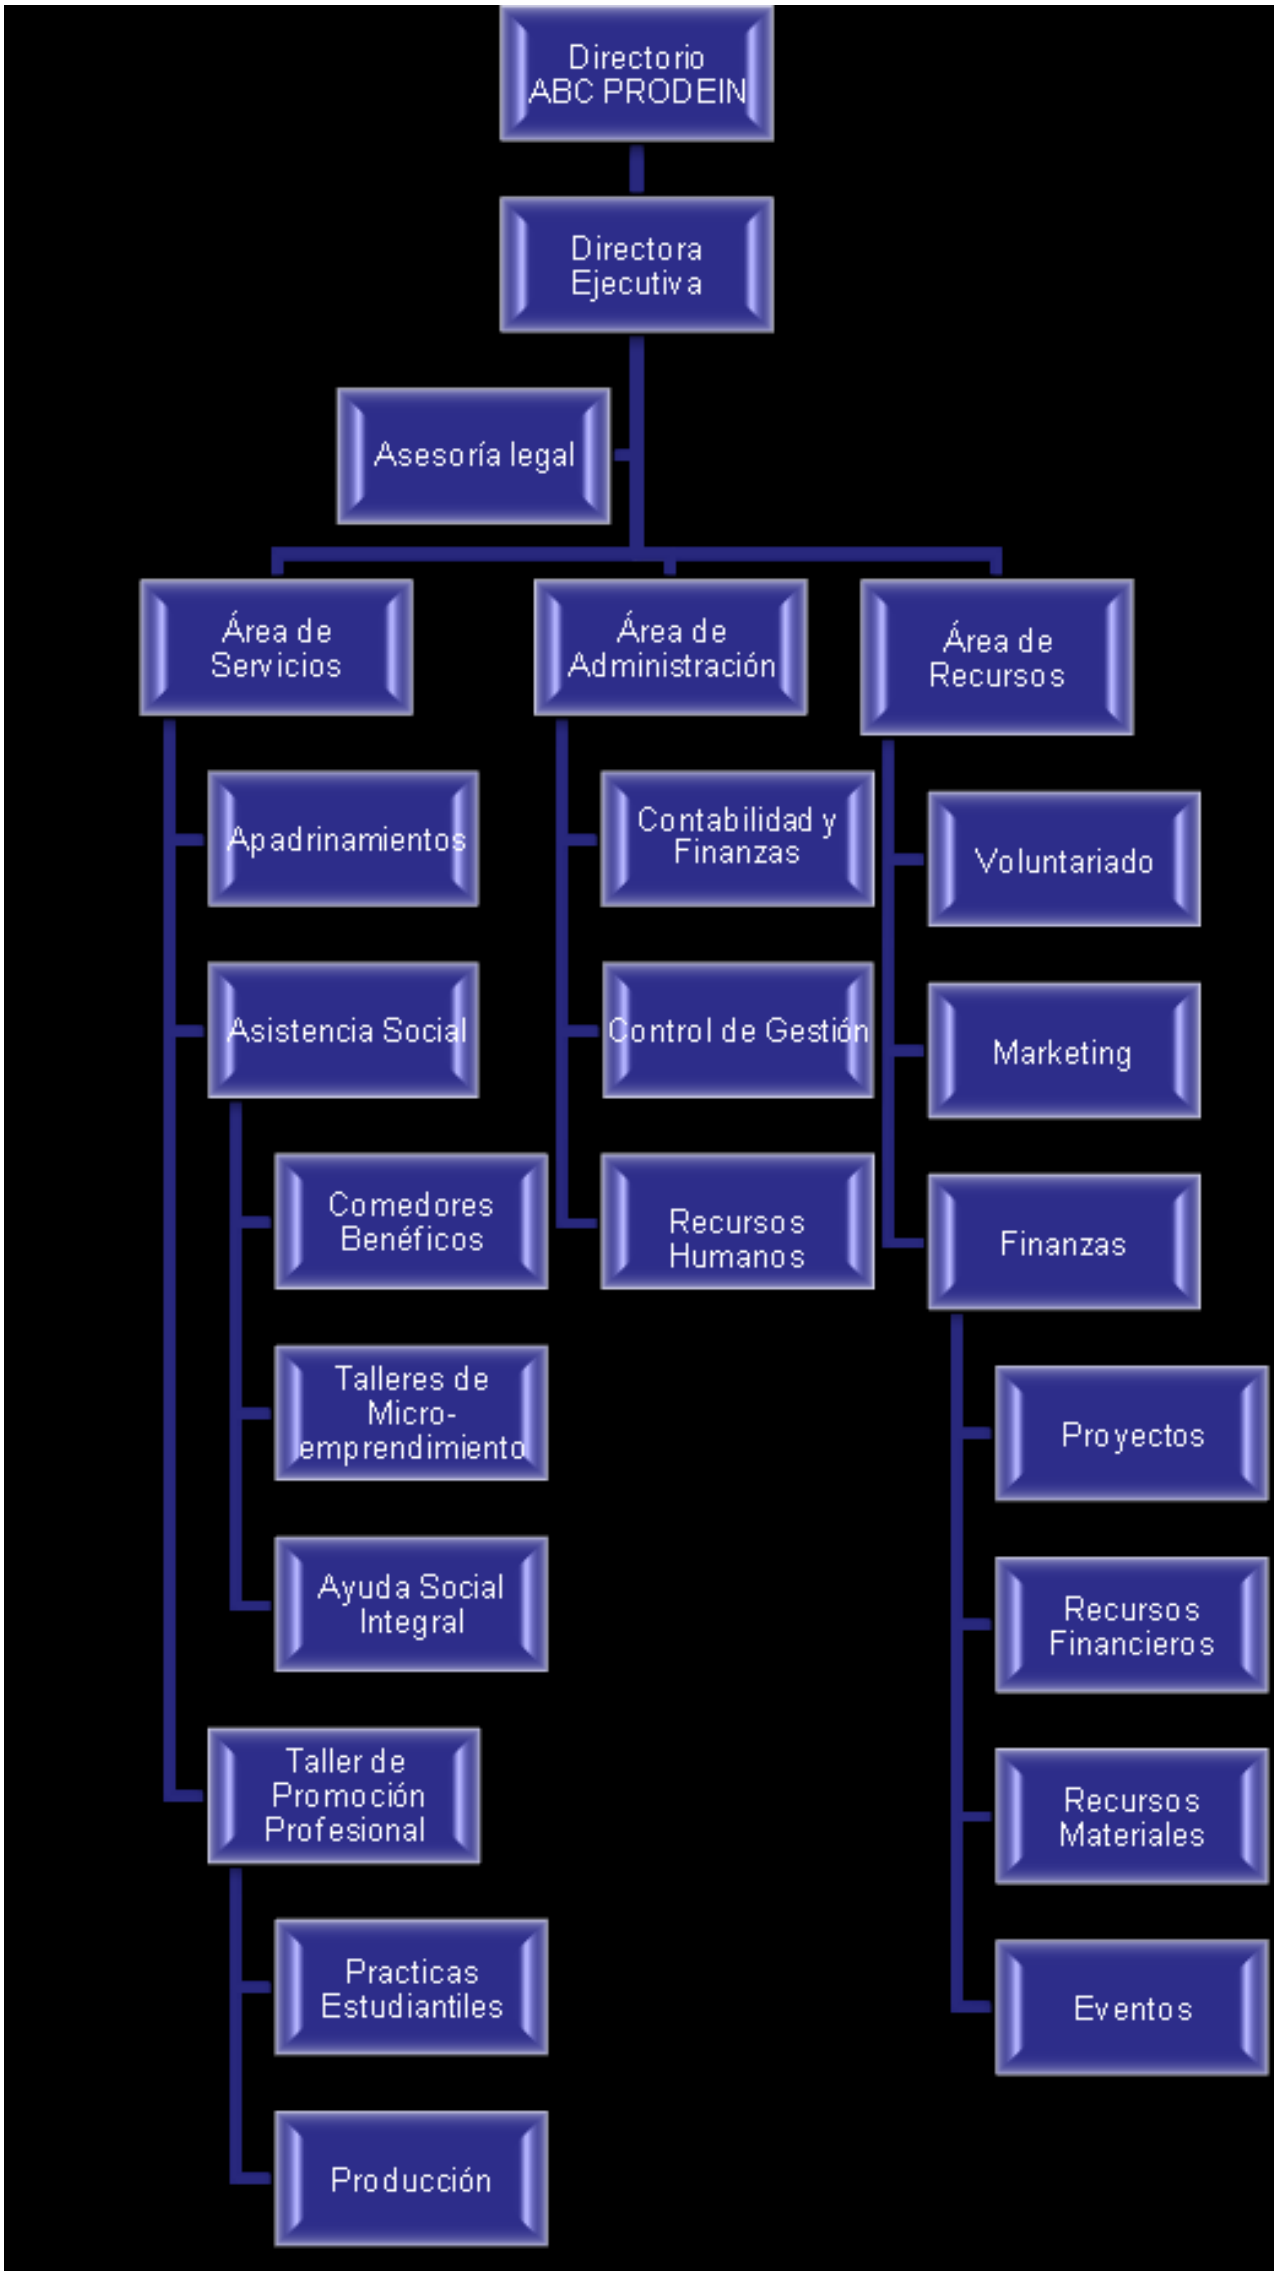 Directorio
ABC PRODEIN
Directora
Ejecutiva
Asesoría legal
Área de
Servicios
Área de
Administración
Área de
Recursos
Apadrinamientos
Contabilidad y
Finanzas
Voluntariado
Asistencia Social
Control de Gestión
Marketing
Comedores
Benéficos
Recursos
Humanos
Finanzas
Talleres de
Micro-
emprendimiento
Proyectos
Ayuda Social
Integral
Recursos
Financieros
Taller de
Promoción
Profesional
Recursos
Materiales
Practicas
Estudiantiles
Eventos
Producción